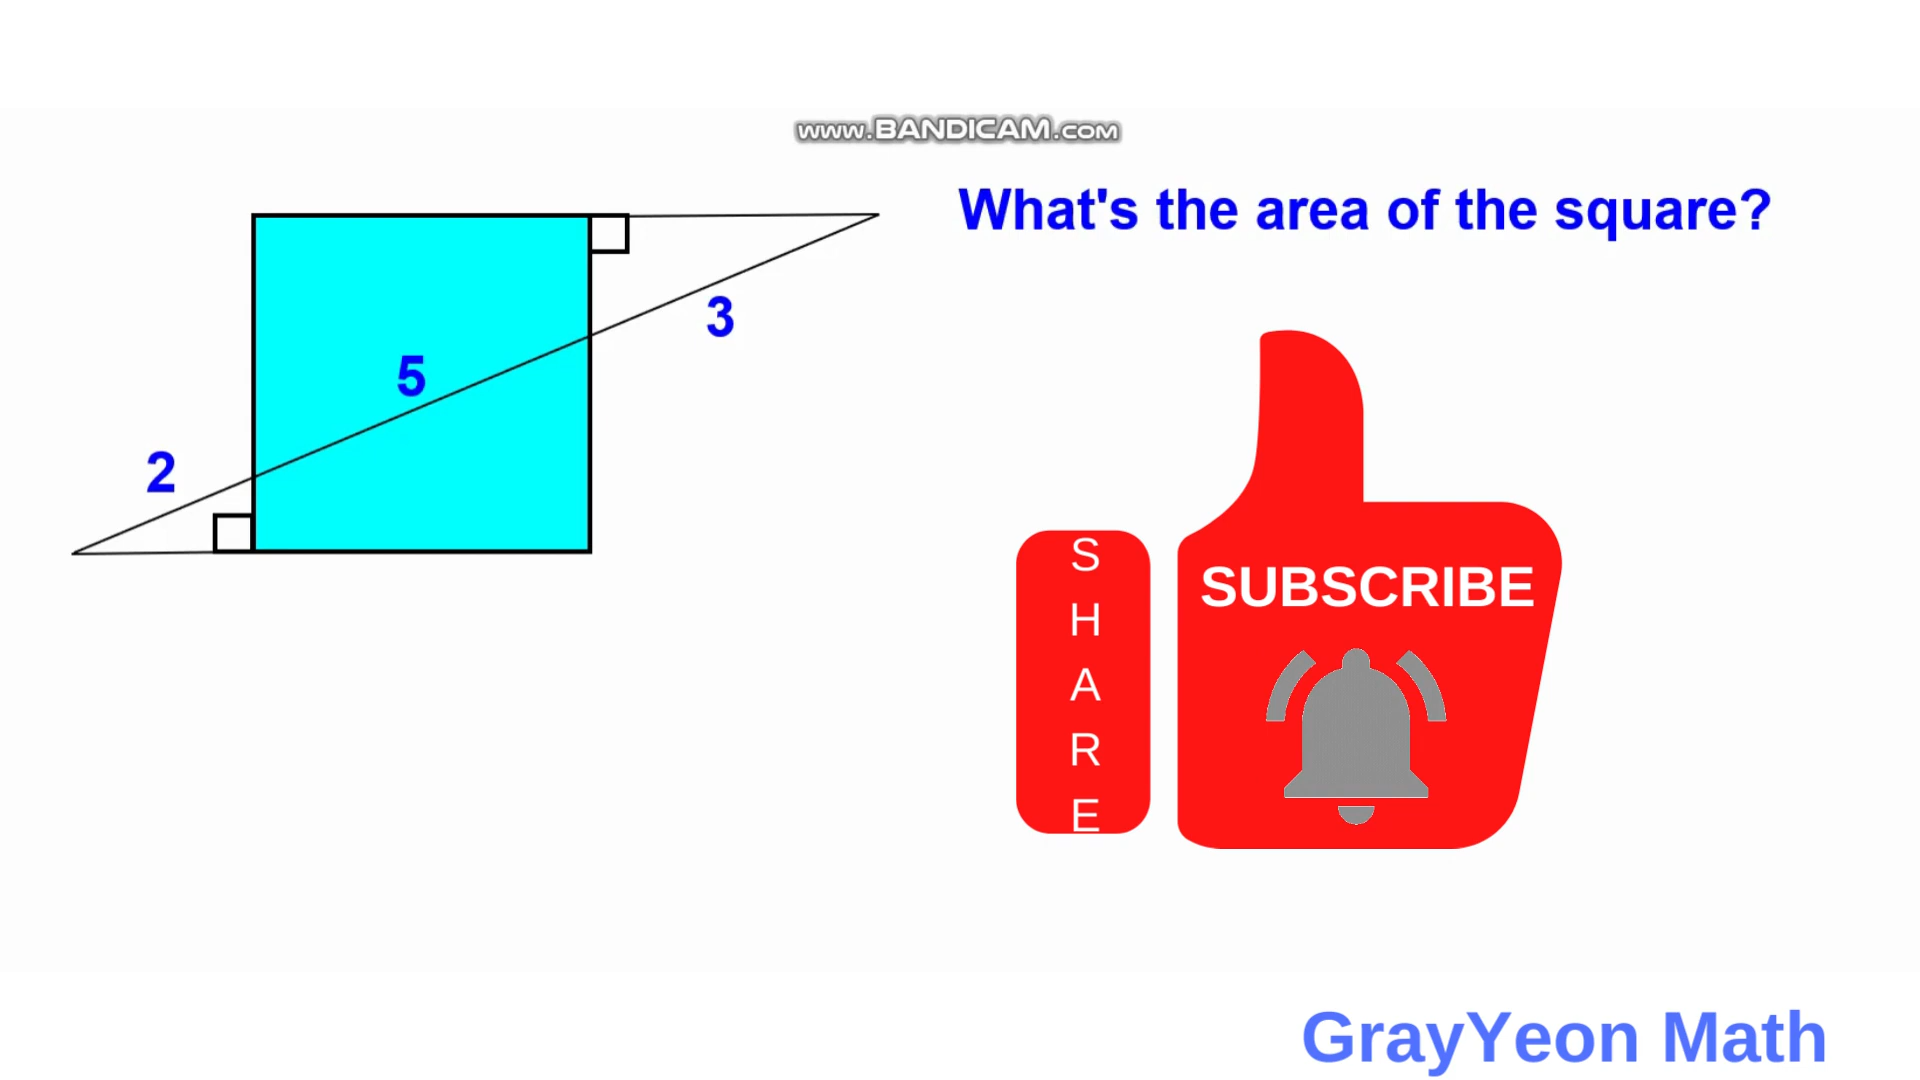 www.BANDICAM.com
What's the area of the square?
3
5
2
S
H
A
R
E
SUBSCRIBE
GrayYeon Math